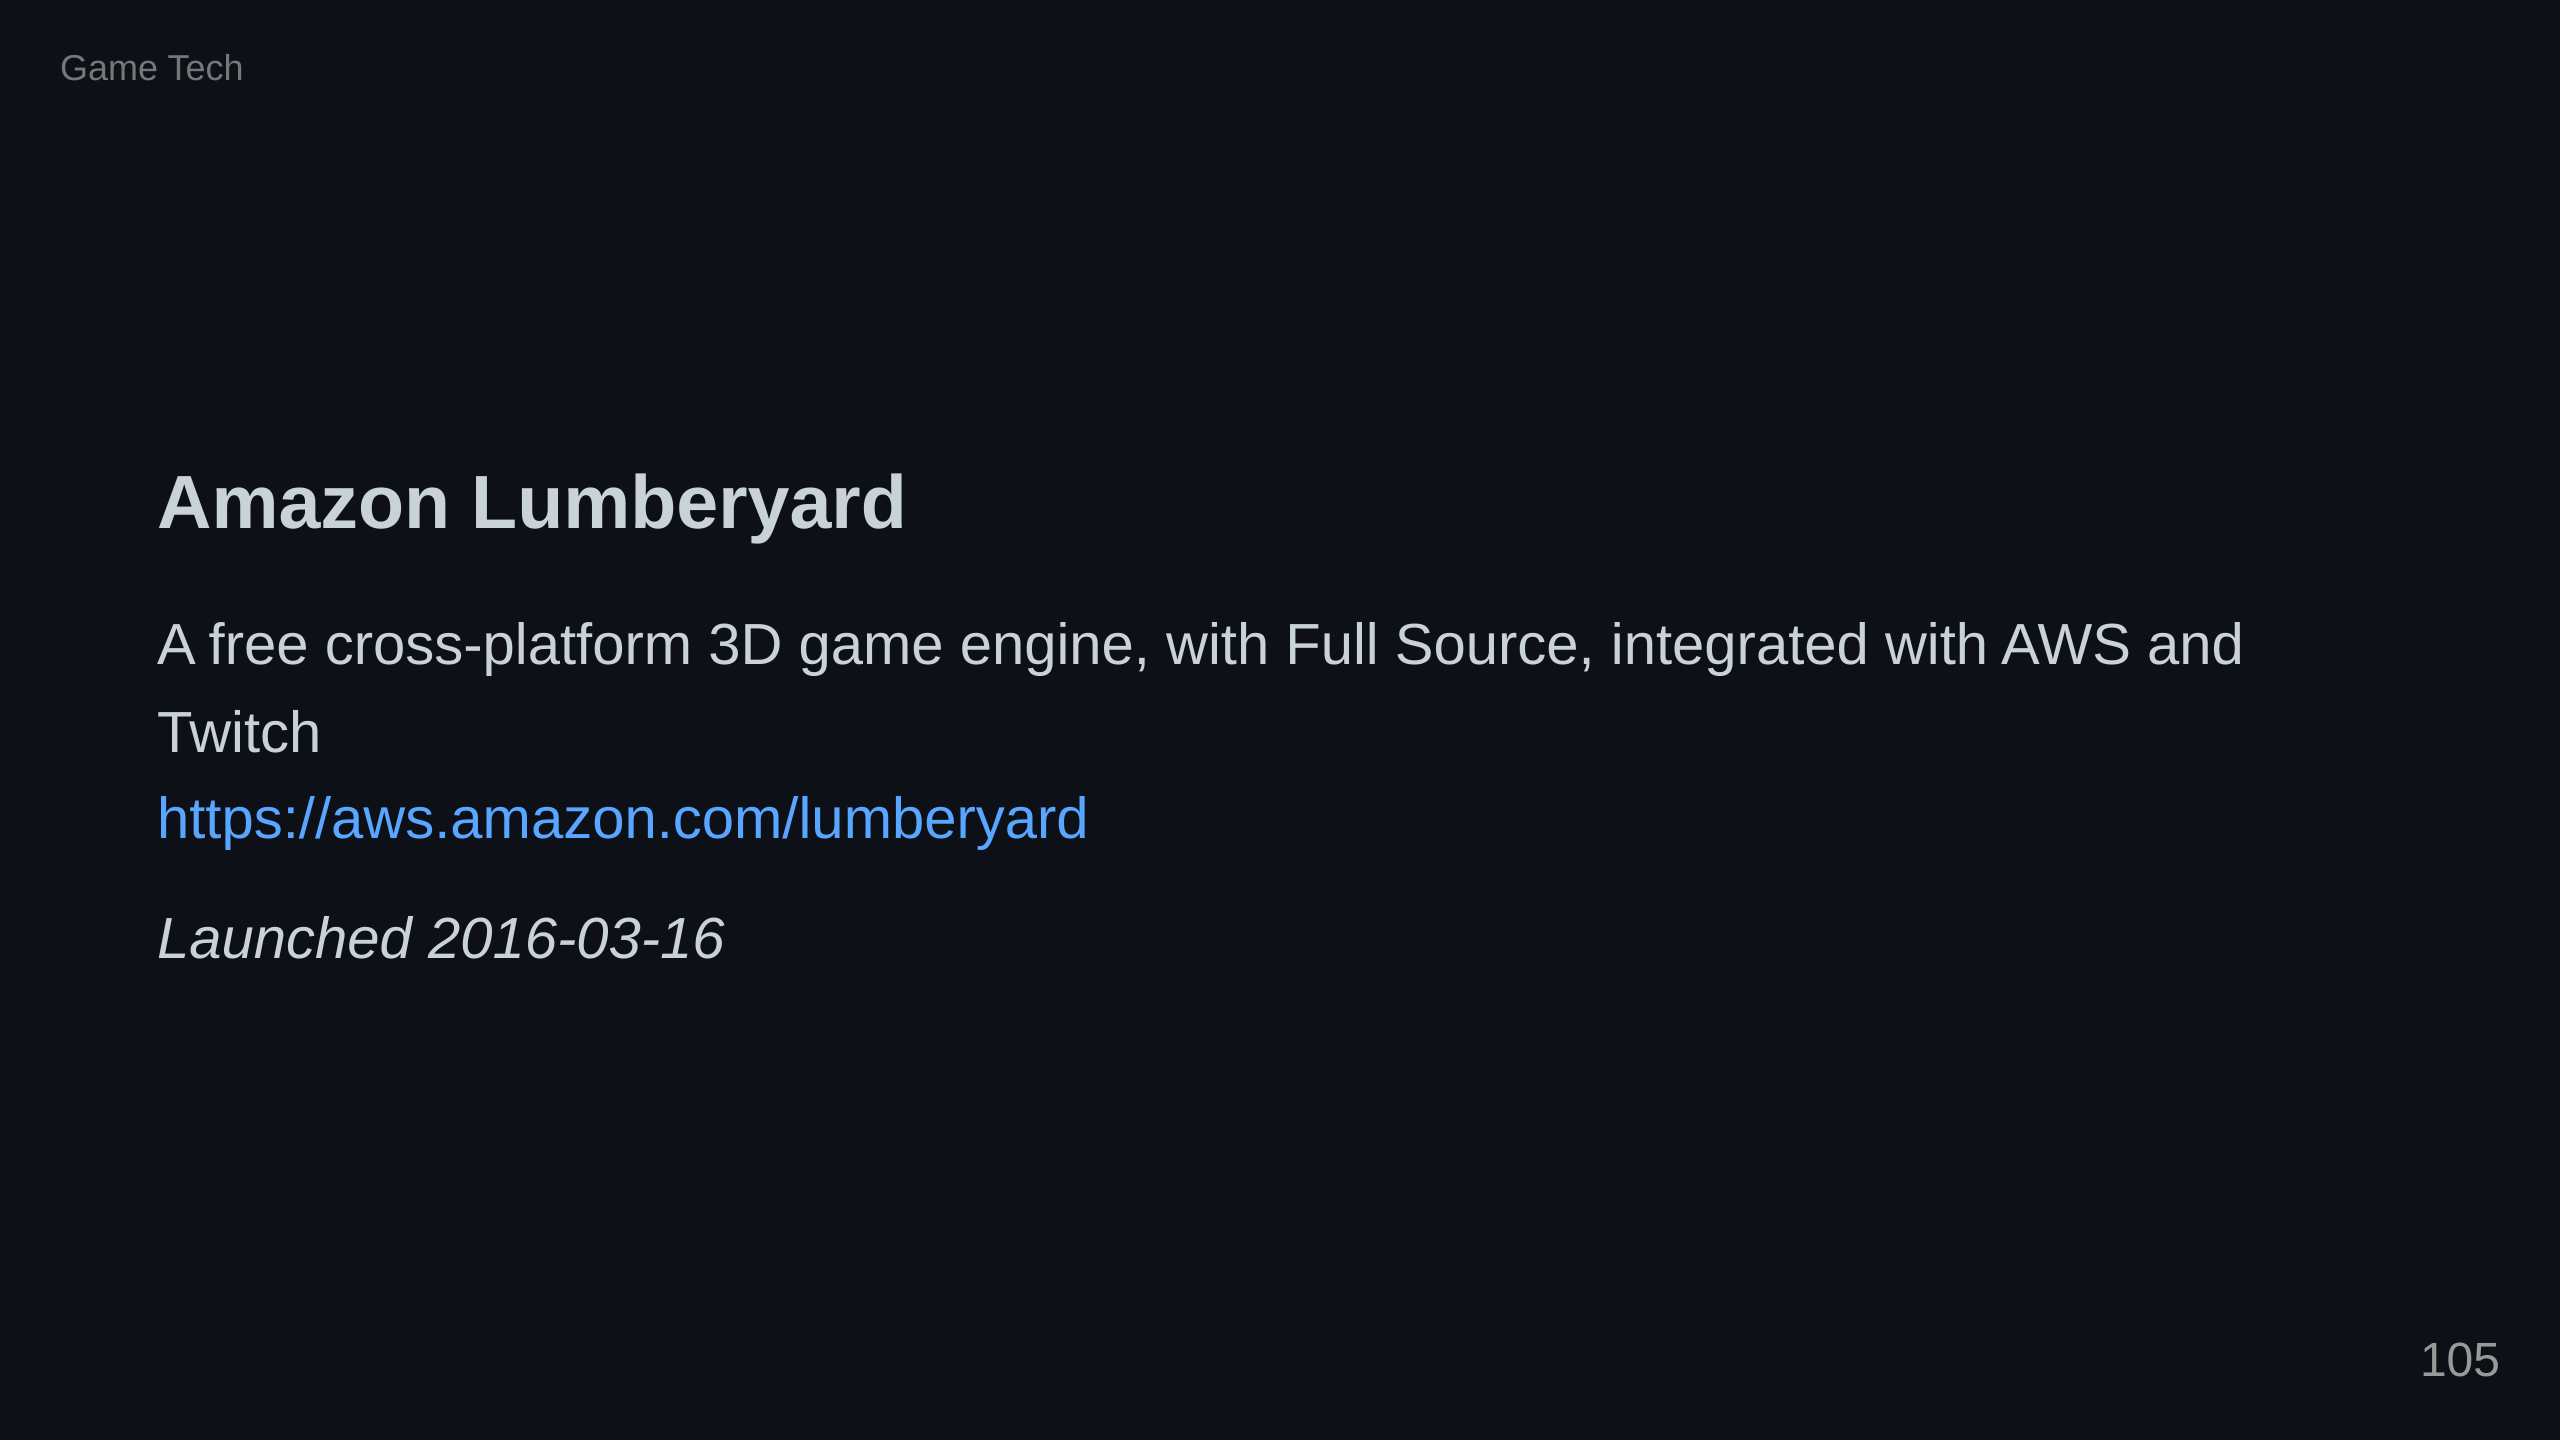 Game Tech
Amazon Lumberyard
A free cross-platform 3D game engine, with Full Source, integrated with AWS and
Twitch
https://aws.amazon.com/lumberyard
Launched 2016-03-16
105